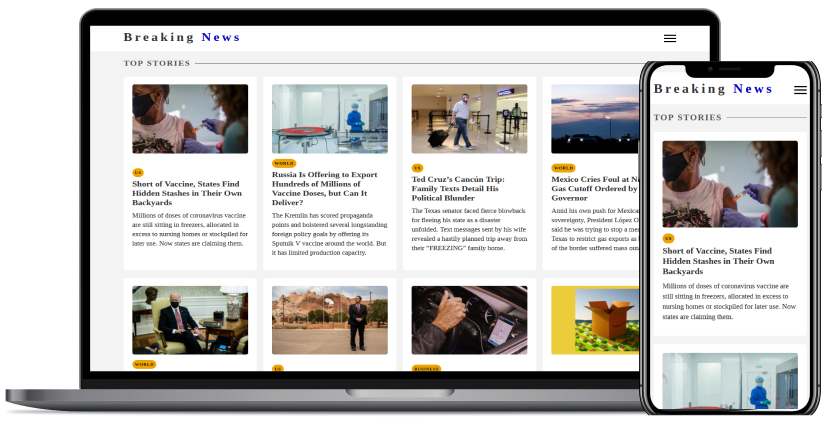 Breaking News
TOP STORIES
US
Short of Vaccine, States Find
Hidden Stashes in Their Own
Backyards
Millions of doses of coronavirus vaccine
are still sitting in freezers, allocated in
excess to nursing homes or stockpiled for
later use. Now states are claiming them.
WORLD
Russia Is Offering to Export
Hundreds of Millions of
Vaccine Doses, but Can It
Deliver?
The Kremlin has scored propaganda
points and bolstered several longstanding
foreign policy goals by offering its
Sputnik V vaccine around the world. But
it has limited production capacity.
US
Ted Cruz's Cancún Trip:
Family Texts Detail His
Political Blunder
The Texas senator faced fierce blowback
for fleeing his state as a disaster
unfolded. Text messages sent by his wife
revealed a hastily planned trip away from
their "FREEZING" family home.
WORLD
Mexico Cries Foul at
Gas Cutoff Ordered by
Governor
Amid his own push for
sovereignty, President López
said he was trying to stop a
Texas to restrict gas exports as
of the border suffered mass
WORLD
US
BUSINESS
Breaking News
TOP STORIES
US
Short of Vaccine, States Find
Hidden Stashes in Their Own
Backyards
Millions of doses of coronavirus vaccine are
still sitting in freezers, allocated in excess to
nursing homes or stockpiled for later use. Now
states are claiming them.